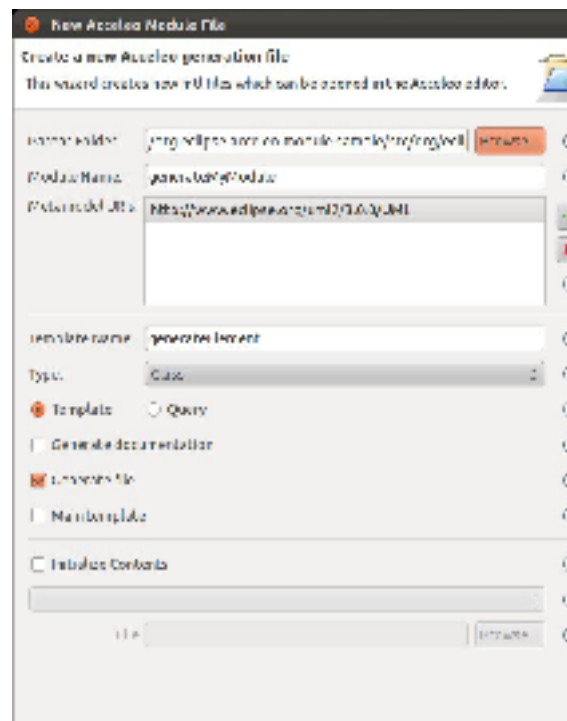 New Acceleo Module File
Create a new Acceleo generation file
This wizard creates new mtl files which can be opened in the Acceleo editor.
Parent Folder: Browse...
Module Name: generateMyModule
Metamodel URIs: http://www.eclipse.org/uml2/3.0.0/UML
Template Name: generateElement
Type: Class
Template Query
Generate documentation
Generate file
Main template
Initialize Contents
File Browse...